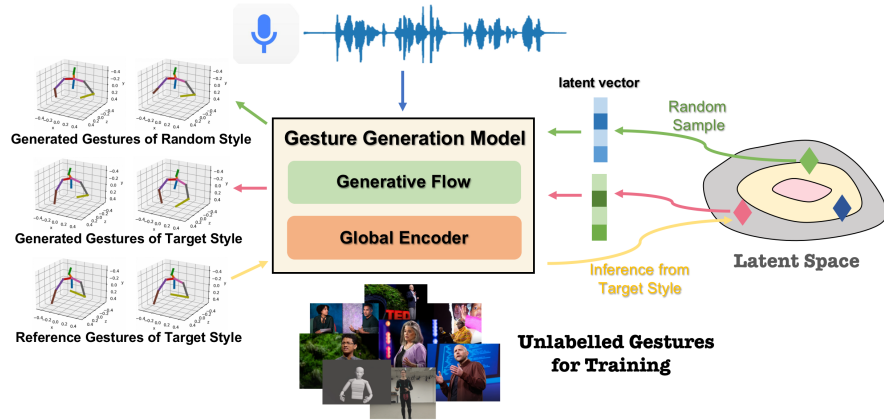 latent vector
Random
Sample
Gesture Generation Model
Generative Flow
Global Encoder
Generated Gestures of Random Style
Generated Gestures of Target Style
Reference Gestures of Target Style
Inference from
Target Style
Latent Space
TED
Unlabelled Gestures
for Training